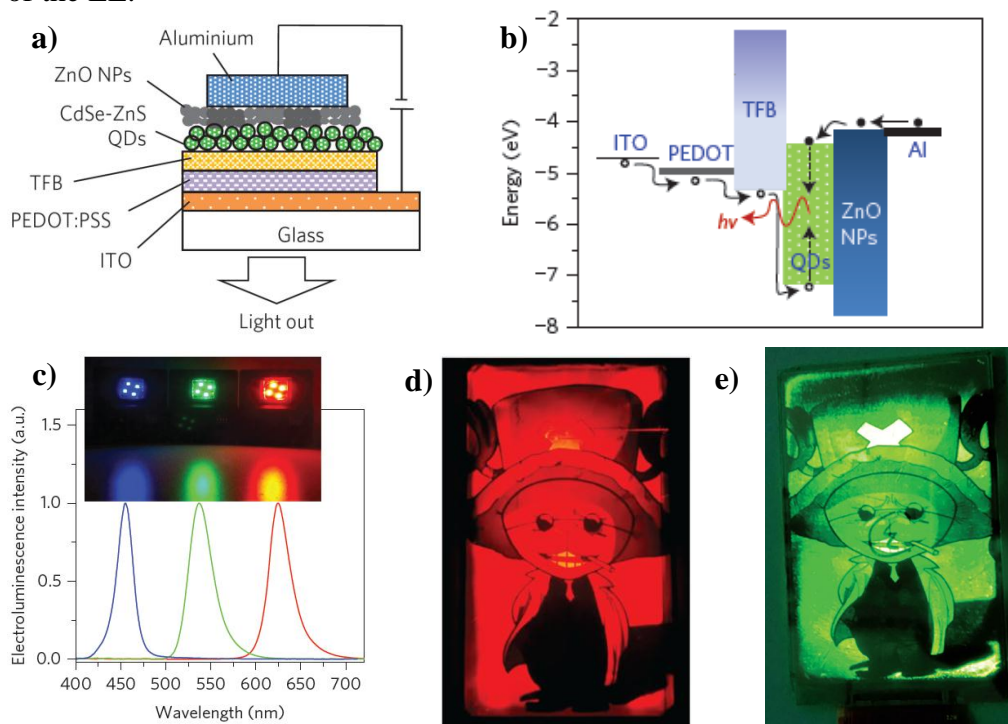 a)
Aluminium
ZnO NPs
CdSe-ZnS
QDs
TFB
PEDOT:PSS
ITO
Glass
Light out
b)
Energy (eV)
−2
−3
−4
−5
−6
−7
−8
ITO
PEDOT
TFB
hν
QDs
ZnO
NPs
Al
c)
Electroluminescence intensity (a.u.)
1.5
1.0
0.5
0.0
400 450 500 550 600 650 700
Wavelength (nm)
d)
e)